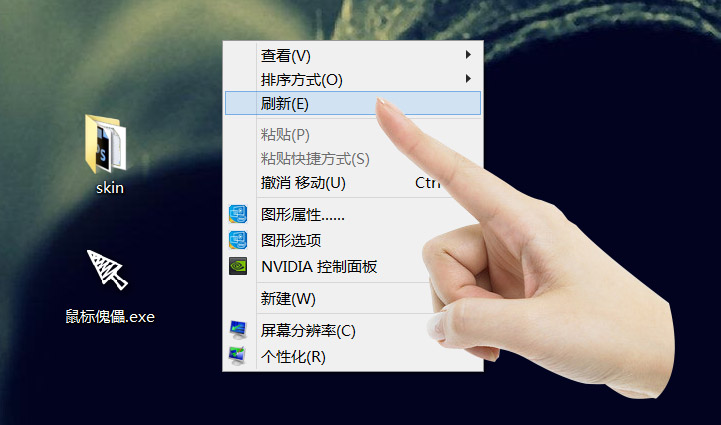 查看(V)
排序方式(O)
刷新(E)
粘贴(P)
粘贴快捷方式(S)
撤消 移动(U) Ctr
图形属性......
图形选项
NVIDIA 控制面板
新建(W)
屏幕分辨率(C)
个性化(R)
skin
鼠标傀儡.exe